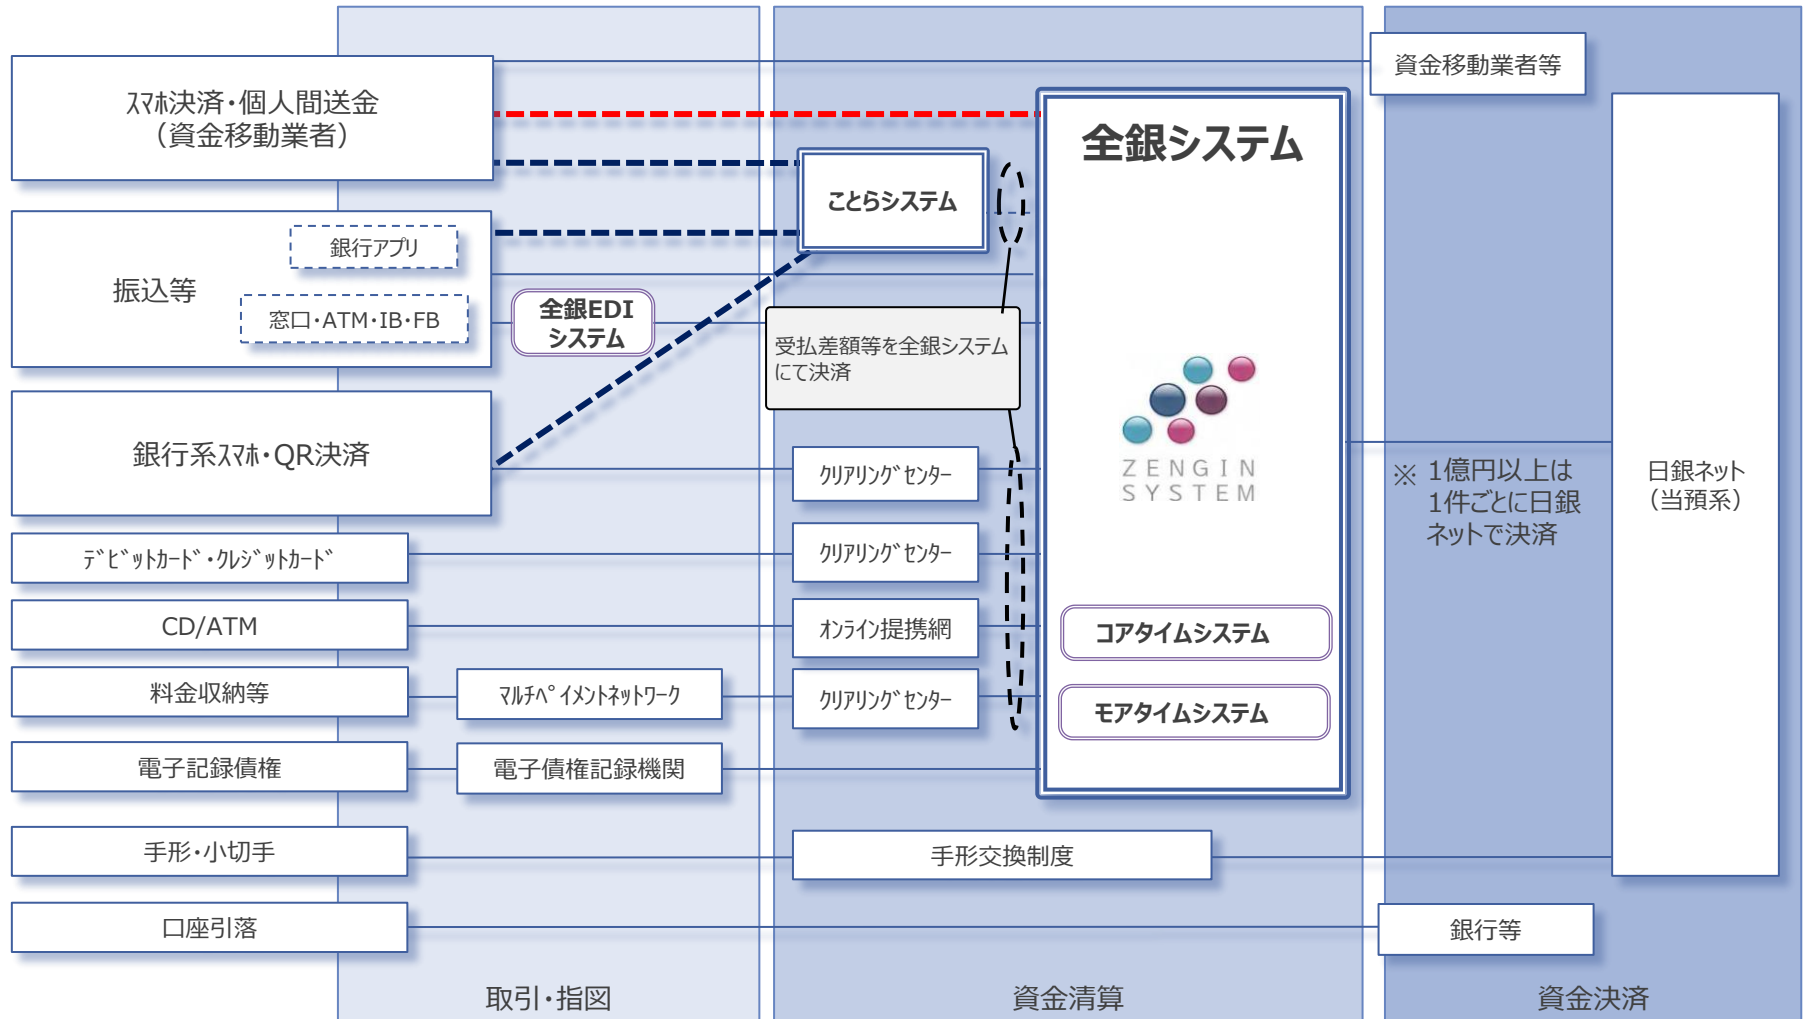 資金移動業者等
ｽﾏﾎ決済・個人間送金
（資金移動業者）
全銀システム
ことらシステム
銀行アプリ
振込等
窓口・ATM・IB・FB
全銀EDI
システム
受払差額等を全銀システム
にて決済
銀行系ｽﾏﾎ・QR決済
ｸﾘｱﾘﾝｸﾞｾﾝﾀｰ
ZENGIN
SYSTEM
※ 1億円以上は
1件ごとに日銀
ネットで決済
日銀ネット
（当預系）
ﾃﾞﾋﾞｯﾄｶｰﾄﾞ・ｸﾚｼﾞｯﾄｶｰﾄﾞ
ｸﾘｱﾘﾝｸﾞｾﾝﾀｰ
CD/ATM
ｵﾝﾗｲﾝ提携網
コアタイムシステム
料金収納等
ﾏﾙﾁﾍﾟｲﾒﾝﾄﾈｯﾄﾜｰｸ
ｸﾘｱﾘﾝｸﾞｾﾝﾀｰ
モアタイムシステム
電子記録債権
電子債権記録機関
手形・小切手
手形交換制度
口座引落
銀行等
取引・指図
資金清算
資金決済